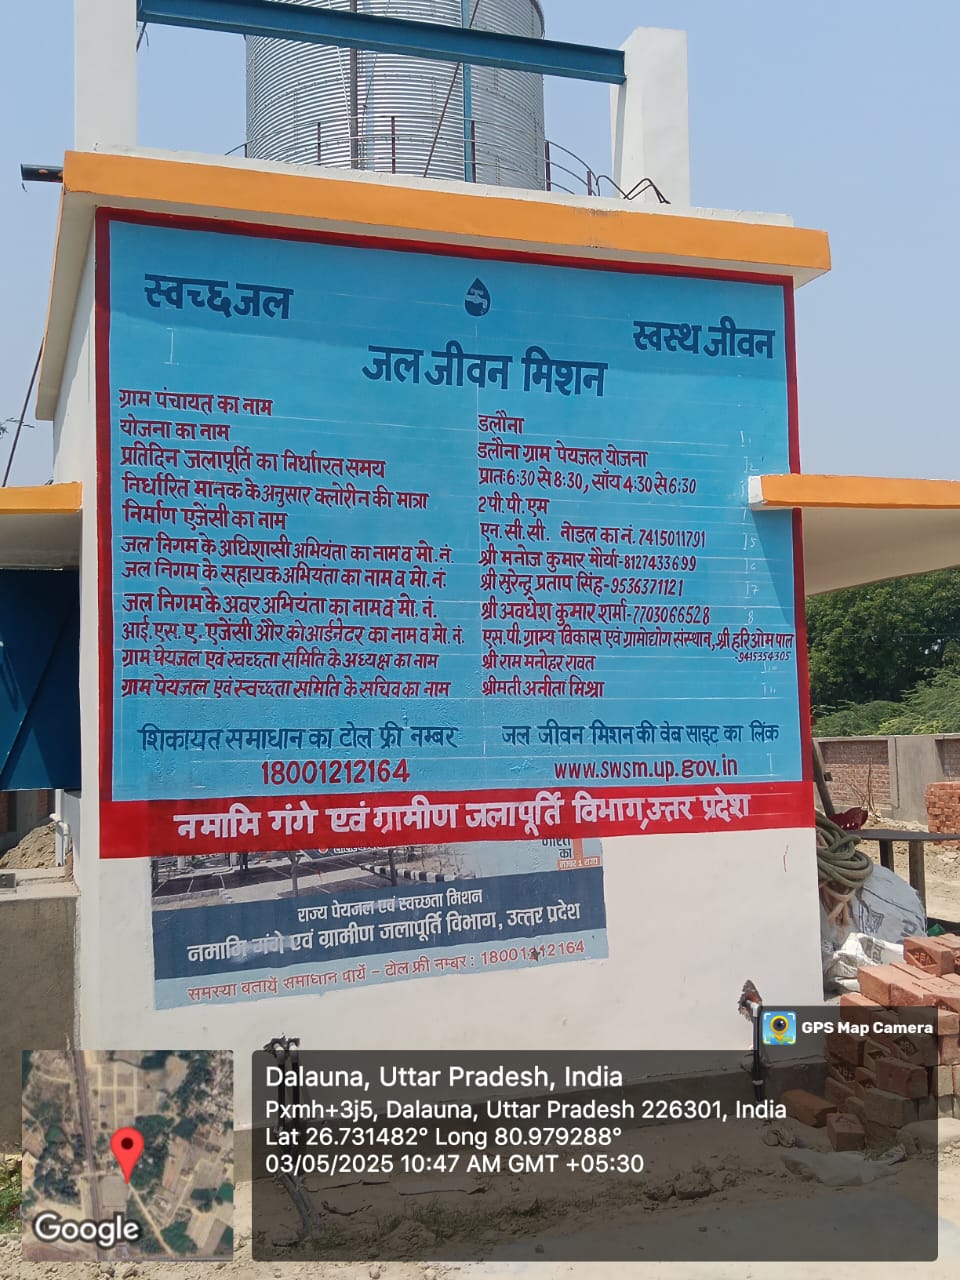 स्वच्छ जल
स्वस्थ जीवन
जल जीवन मिशन
ग्राम पंचायत का नाम डलौना
योजना का नाम डलौना ग्राम पेयजल योजना
प्रतिदिन जलापूर्ति का निर्धारित समय प्रातः 6:30 से 8:30, साँय 4:30 से 6:30
निर्धारित मानक के अनुसार क्लोरीन की मात्रा 2 पी. पी. एम
निर्माण एजेंसी का नाम एन. सी. सी. नोडल का नं. 7415011791
जल निगम के अधिशासी अभियंता का नाम व मो. नं. श्री मनोज कुमार मौर्या-8127433699
जल निगम के सहायक अभियंता का नाम व मो. नं. श्री सुरेन्द्र प्रताप सिंह-9536371121
जल निगम के अवर अभियंता का नाम व मो. नं. श्री अवधेश कुमार शर्मा-7703066528
आई. एस. ए. एजेंसी और कोआर्डनेटर का नाम व मो. नं. एस. पी. ग्राम्य विकास एवं ग्रामोद्योग संस्थान, श्री हरि ओम पाल
-9415354305
ग्राम पेयजल एवं स्वच्छता समिति के अध्यक्ष का नाम श्री राम मनोहर रावत
ग्राम पेयजल एवं स्वच्छता समिति के सचिव का नाम श्रीमती अनीता मिश्रा
शिकायत समाधान का टोल फ्री नम्बर जल जीवन मिशन की वेब साइट का लिंक
18001212164 www.swsm.up.gov.in
नमामि गंगे एवं ग्रामीण जलापूर्ति विभाग, उत्तर प्रदेश
राज्य पेयजल एवं स्वच्छता मिशन
नमामि गंगे एवं ग्रामीण जलापूर्ति विभाग, उत्तर प्रदेश
समस्या बतायें समाधान पायें - टोल फ्री नम्बर : 18001212164
GPS Map Camera
Dalauna, Uttar Pradesh, India
Pxmh+3j5, Dalauna, Uttar Pradesh 226301, India
Lat 26.731482° Long 80.979288°
03/05/2025 10:47 AM GMT +05:30
Google